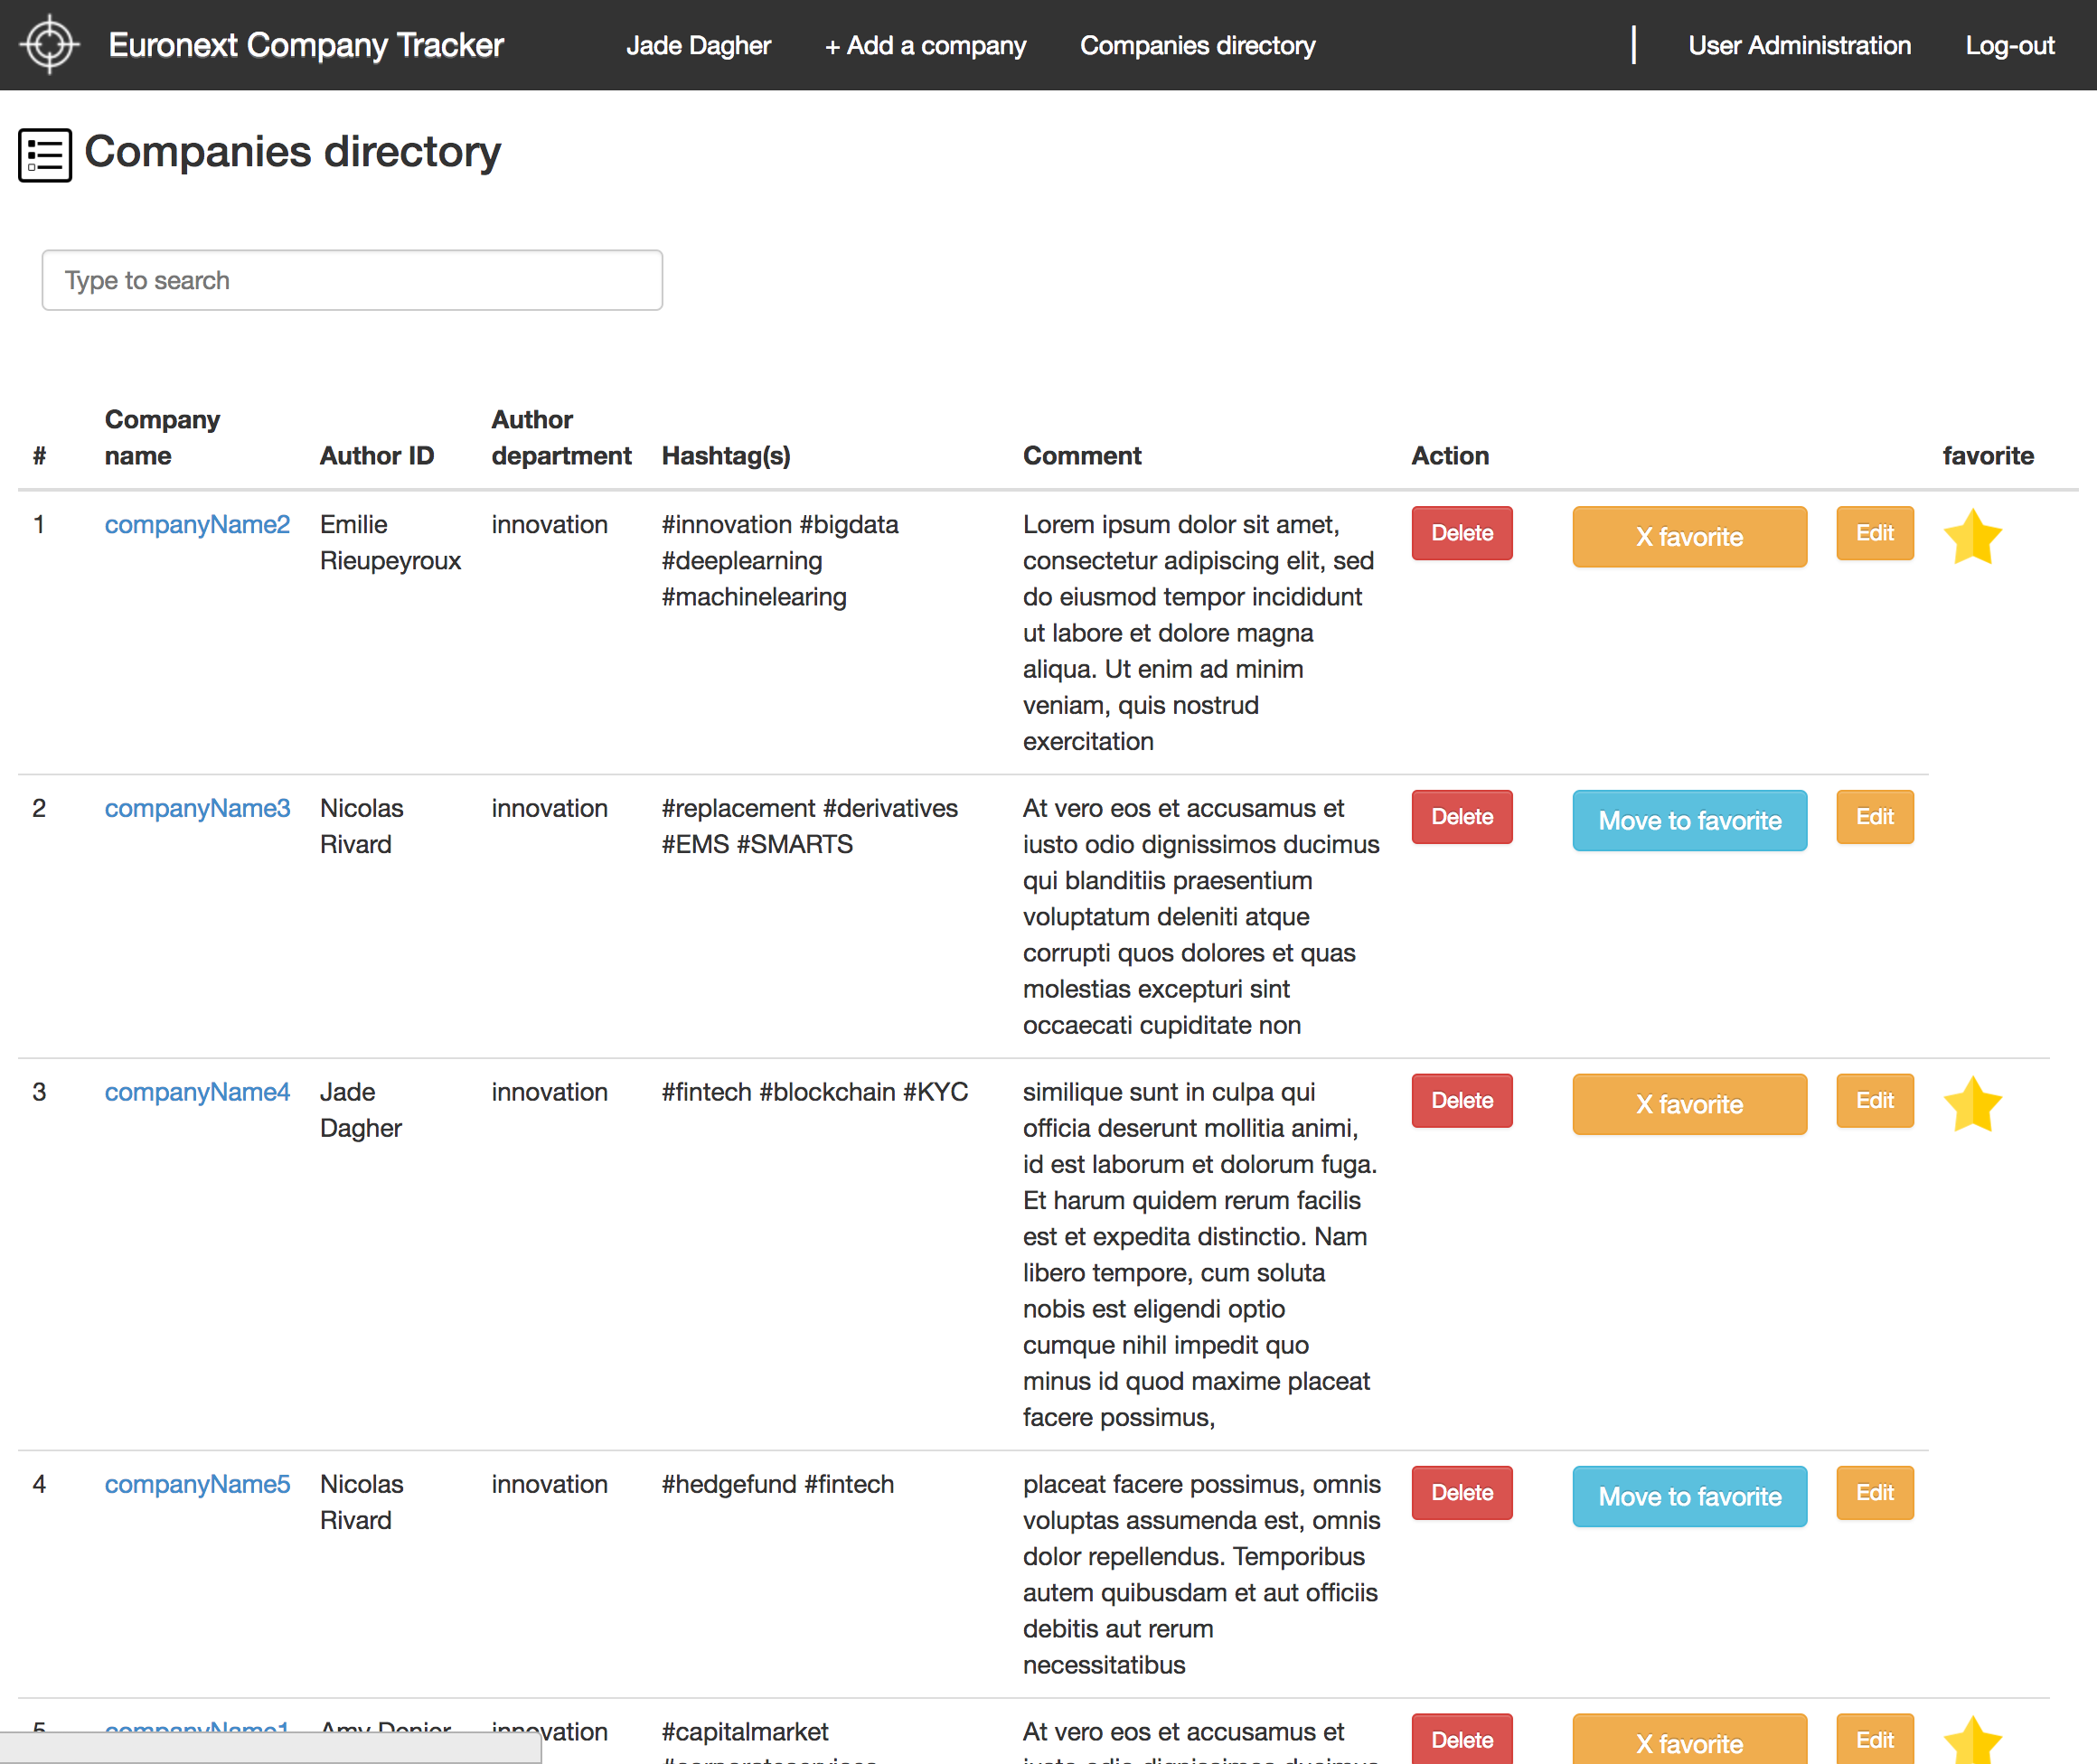 Euronext Company Tracker Jade Dagher + Add a company Companies directory | User Administration Log-out
Companies directory
Type to search
# Company name Author ID Author department Hashtag(s) Comment Action favorite
1 companyName2 Emilie innovation #innovation #bigdata Lorem ipsum dolor sit amet, Delete X favorite Edit
Rieupeyroux #deeplearning consectetur adipiscing elit, sed
#machinelearing do eiusmod tempor incididunt
ut labore et dolore magna
aliqua. Ut enim ad minim
veniam, quis nostrud
exercitation
2 companyName3 Nicolas innovation #replacement #derivatives At vero eos et accusamus et Delete Move to favorite Edit
Rivard #EMS #SMARTS iusto odio dignissimos ducimus
qui blanditiis praesentium
voluptatum deleniti atque
corrupti quos dolores et quas
molestias excepturi sint
occaecati cupiditate non
3 companyName4 Jade innovation #fintech #blockchain #KYC similique sunt in culpa qui Delete X favorite Edit
Dagher officia deserunt mollitia animi,
id est laborum et dolorum fuga.
Et harum quidem rerum facilis
est et expedita distinctio. Nam
libero tempore, cum soluta
nobis est eligendi optio
cumque nihil impedit quo
minus id quod maxime placeat
facere possimus,
4 companyName5 Nicolas innovation #hedgefund #fintech placeat facere possimus, omnis Delete Move to favorite Edit
Rivard voluptas assumenda est, omnis
dolor repellendus. Temporibus
autem quibusdam et aut officiis
debitis aut rerum
necessitatibus
5 companyName1 Amy innovation #capitalmarket At vero eos et accusamus et Delete X favorite Edit